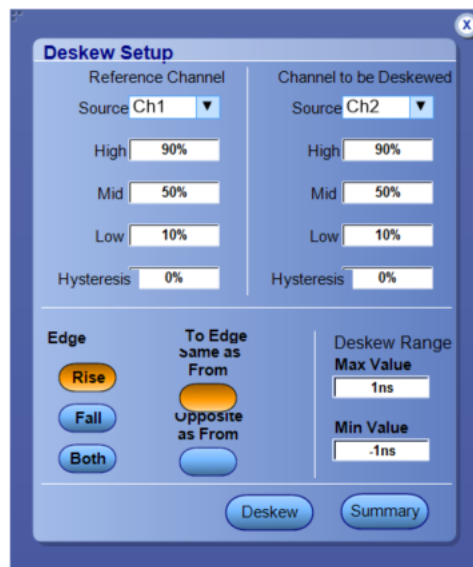 X
Deskew Setup
Reference Channel
Source Ch1
High 90%
Mid 50%
Low 10%
Hysteresis 0%
Channel to be Deskewed
Source Ch2
High 90%
Mid 50%
Low 10%
Hysteresis 0%
Edge
Rise
Fall
Both
To Edge
Same as
From
Opposite
as From
Deskew Range
Max Value
1ns
Min Value
-1ns
Deskew
Summary